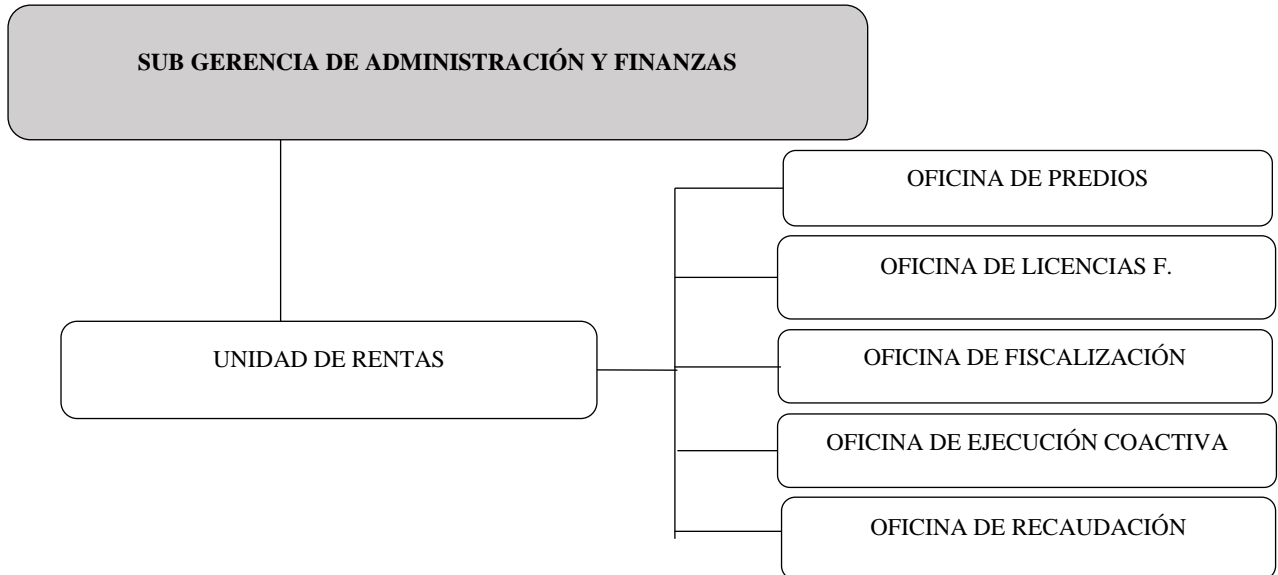 SUB GERENCIA DE ADMINISTRACIÓN Y FINANZAS
OFICINA DE PREDIOS
OFICINA DE LICENCIAS F.
UNIDAD DE RENTAS
OFICINA DE FISCALIZACIÓN
OFICINA DE EJECUCIÓN COACTIVA
OFICINA DE RECAUDACIÓN